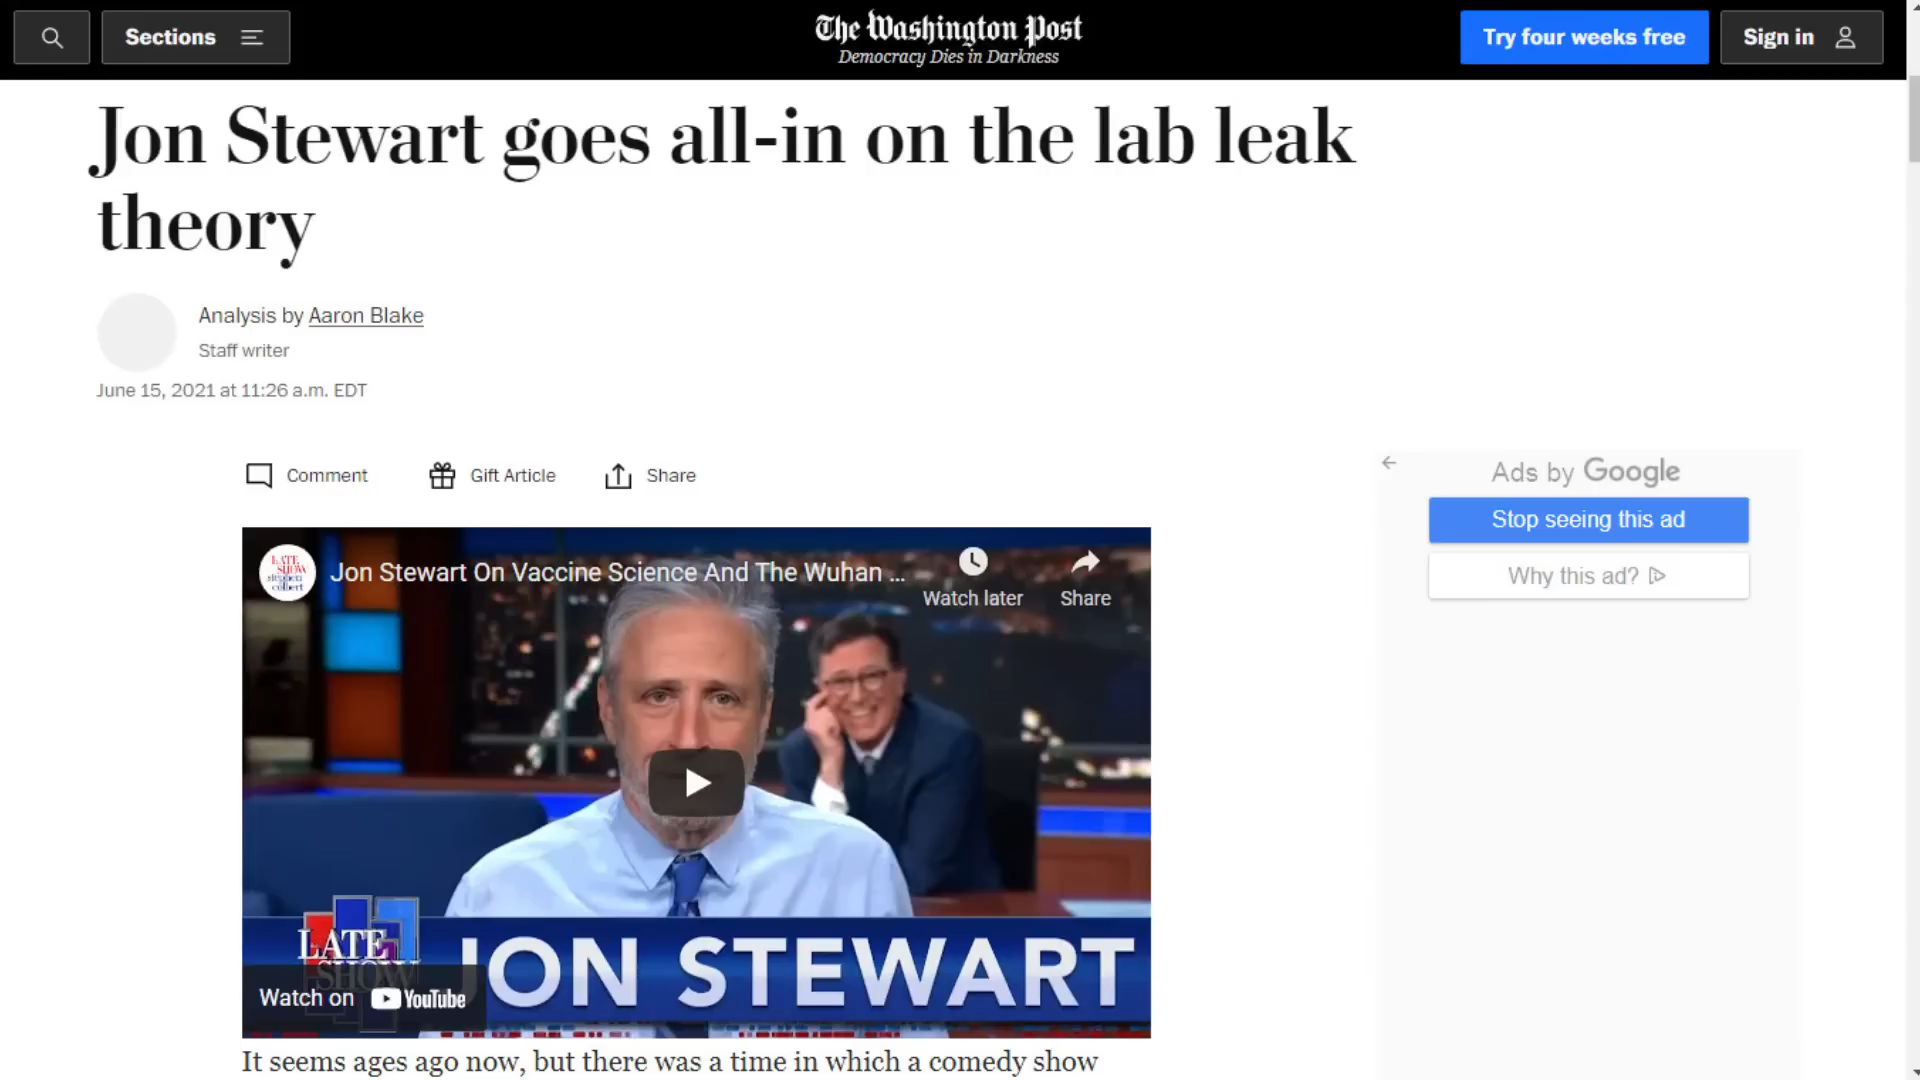 Sections
The Washington Post
Democracy Dies in Darkness
Try four weeks free
Sign in
Jon Stewart goes all-in on the lab leak
theory
Analysis by Aaron Blake
Staff writer
June 15, 2021 at 11:26 a.m. EDT
Comment
Gift Article
Share
Ads by Google
Stop seeing this ad
Why this ad?
LATE
SHOW
stephen
colbert
Jon Stewart On Vaccine Science And The Wuhan ...
Watch later
Share
LATE
SHOW
JON STEWART
Watch on YouTube
It seems ages ago now, but there was a time in which a comedy show